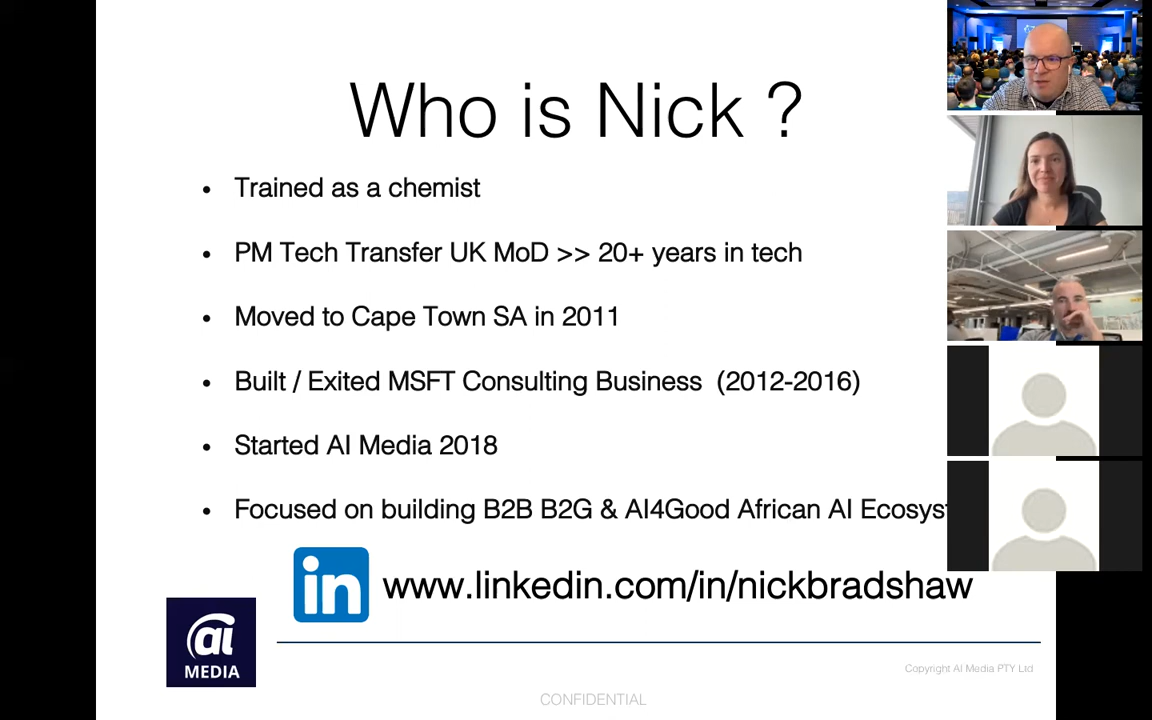 Who is Nick ?
• Trained as a chemist
• PM Tech Transfer UK MoD >> 20+ years in tech
• Moved to Cape Town SA in 2011
• Built / Exited MSFT Consulting Business (2012-2016)
• Started AI Media 2018
• Focused on building B2B B2G & AI4Good African AI Ecosyst
in www.linkedin.com/in/nickbradshaw
ai
MEDIA
Copyright AI Media PTY Ltd
CONFIDENTIAL